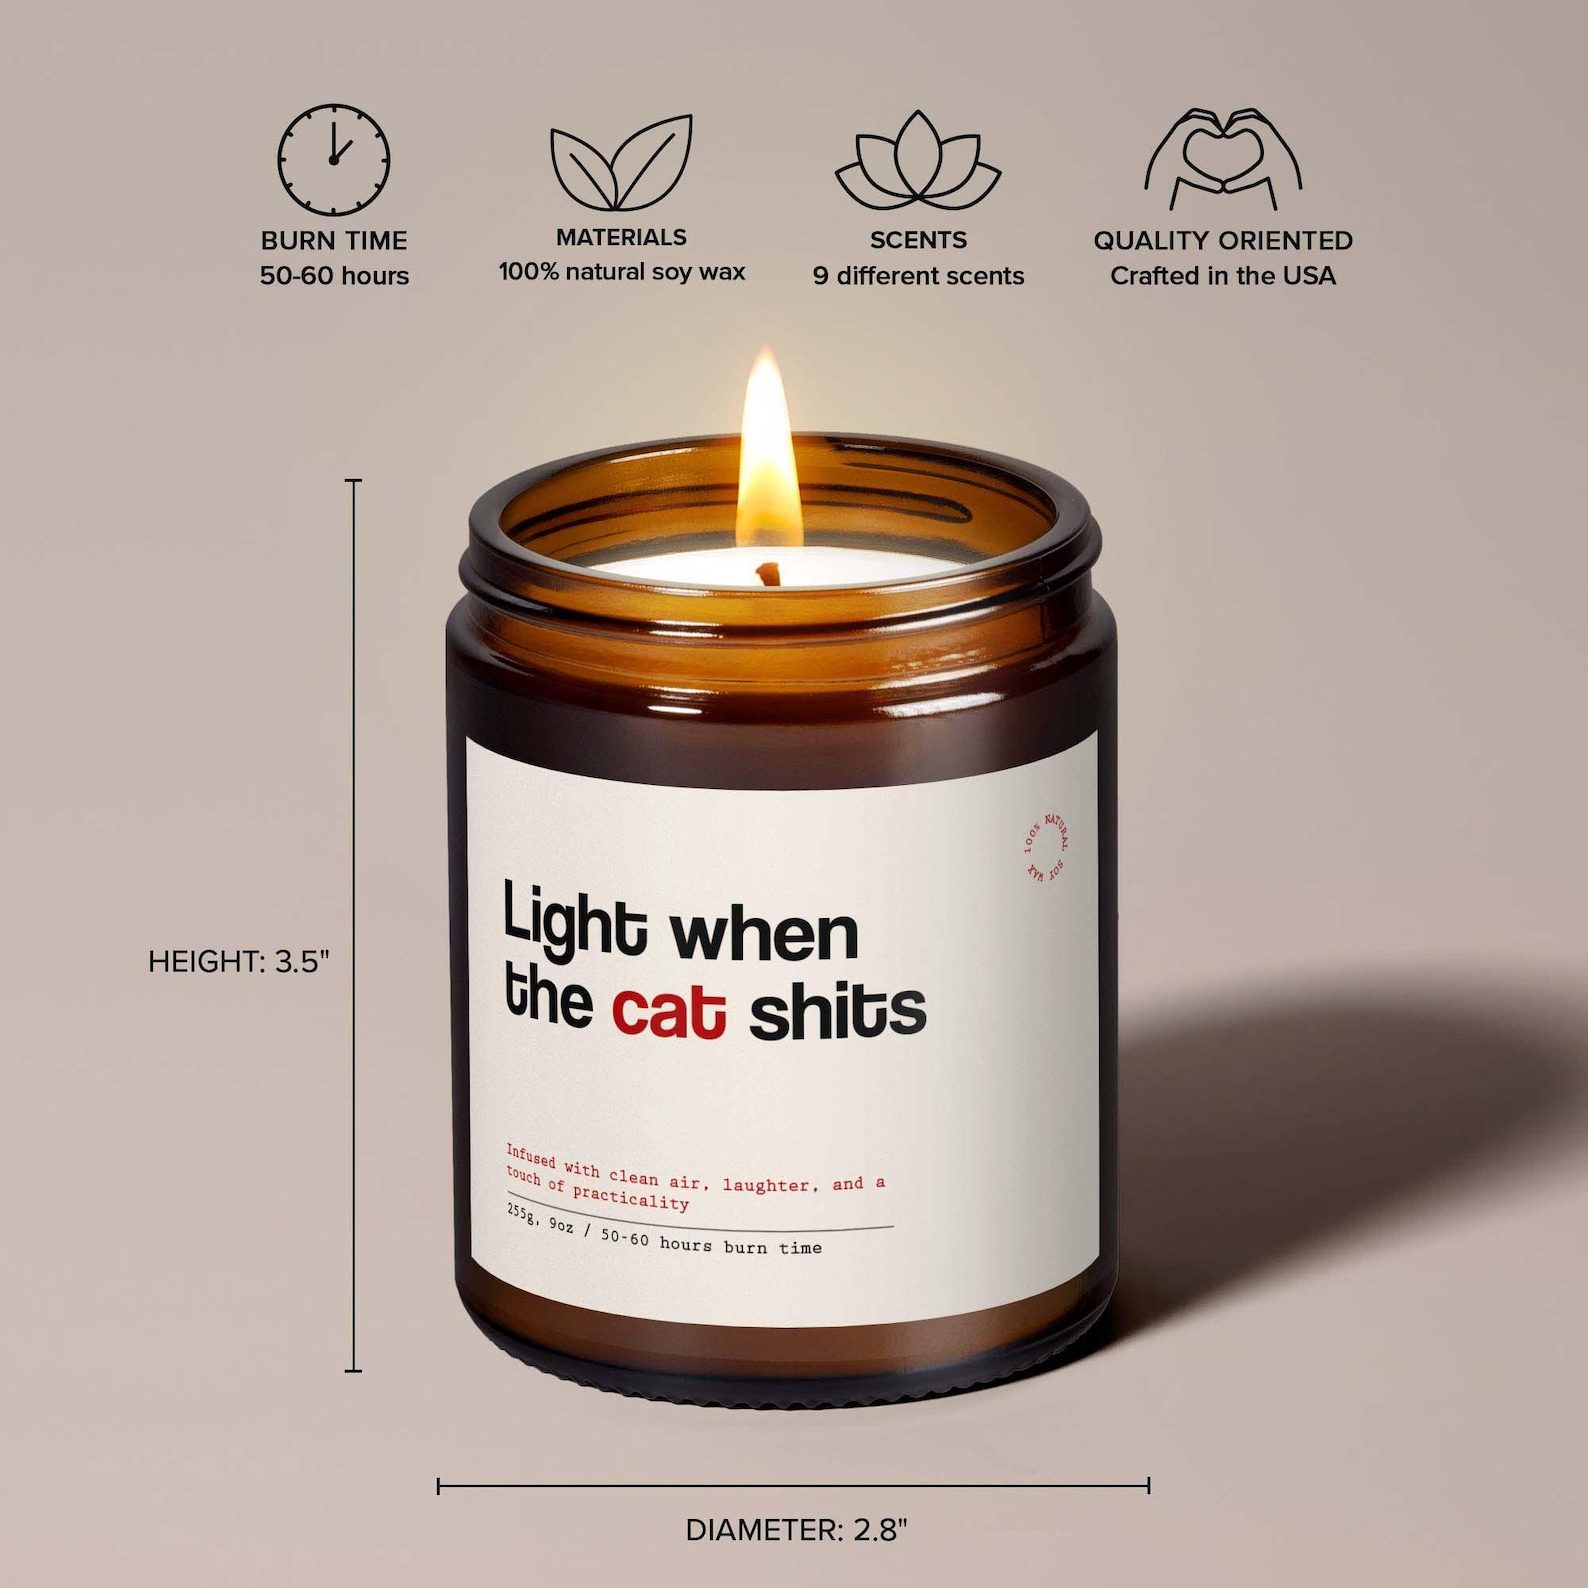 BURN TIME
50-60 hours
MATERIALS
100% natural soy wax
SCENTS
9 different scents
QUALITY ORIENTED
Crafted in the USA
100% NATURAL SOY WAX
Light when
the cat shits
HEIGHT: 3.5"
Infused with clean air, laughter, and a
touch of practicality
255g, 9oz / 50-60 hours burn time
DIAMETER: 2.8"